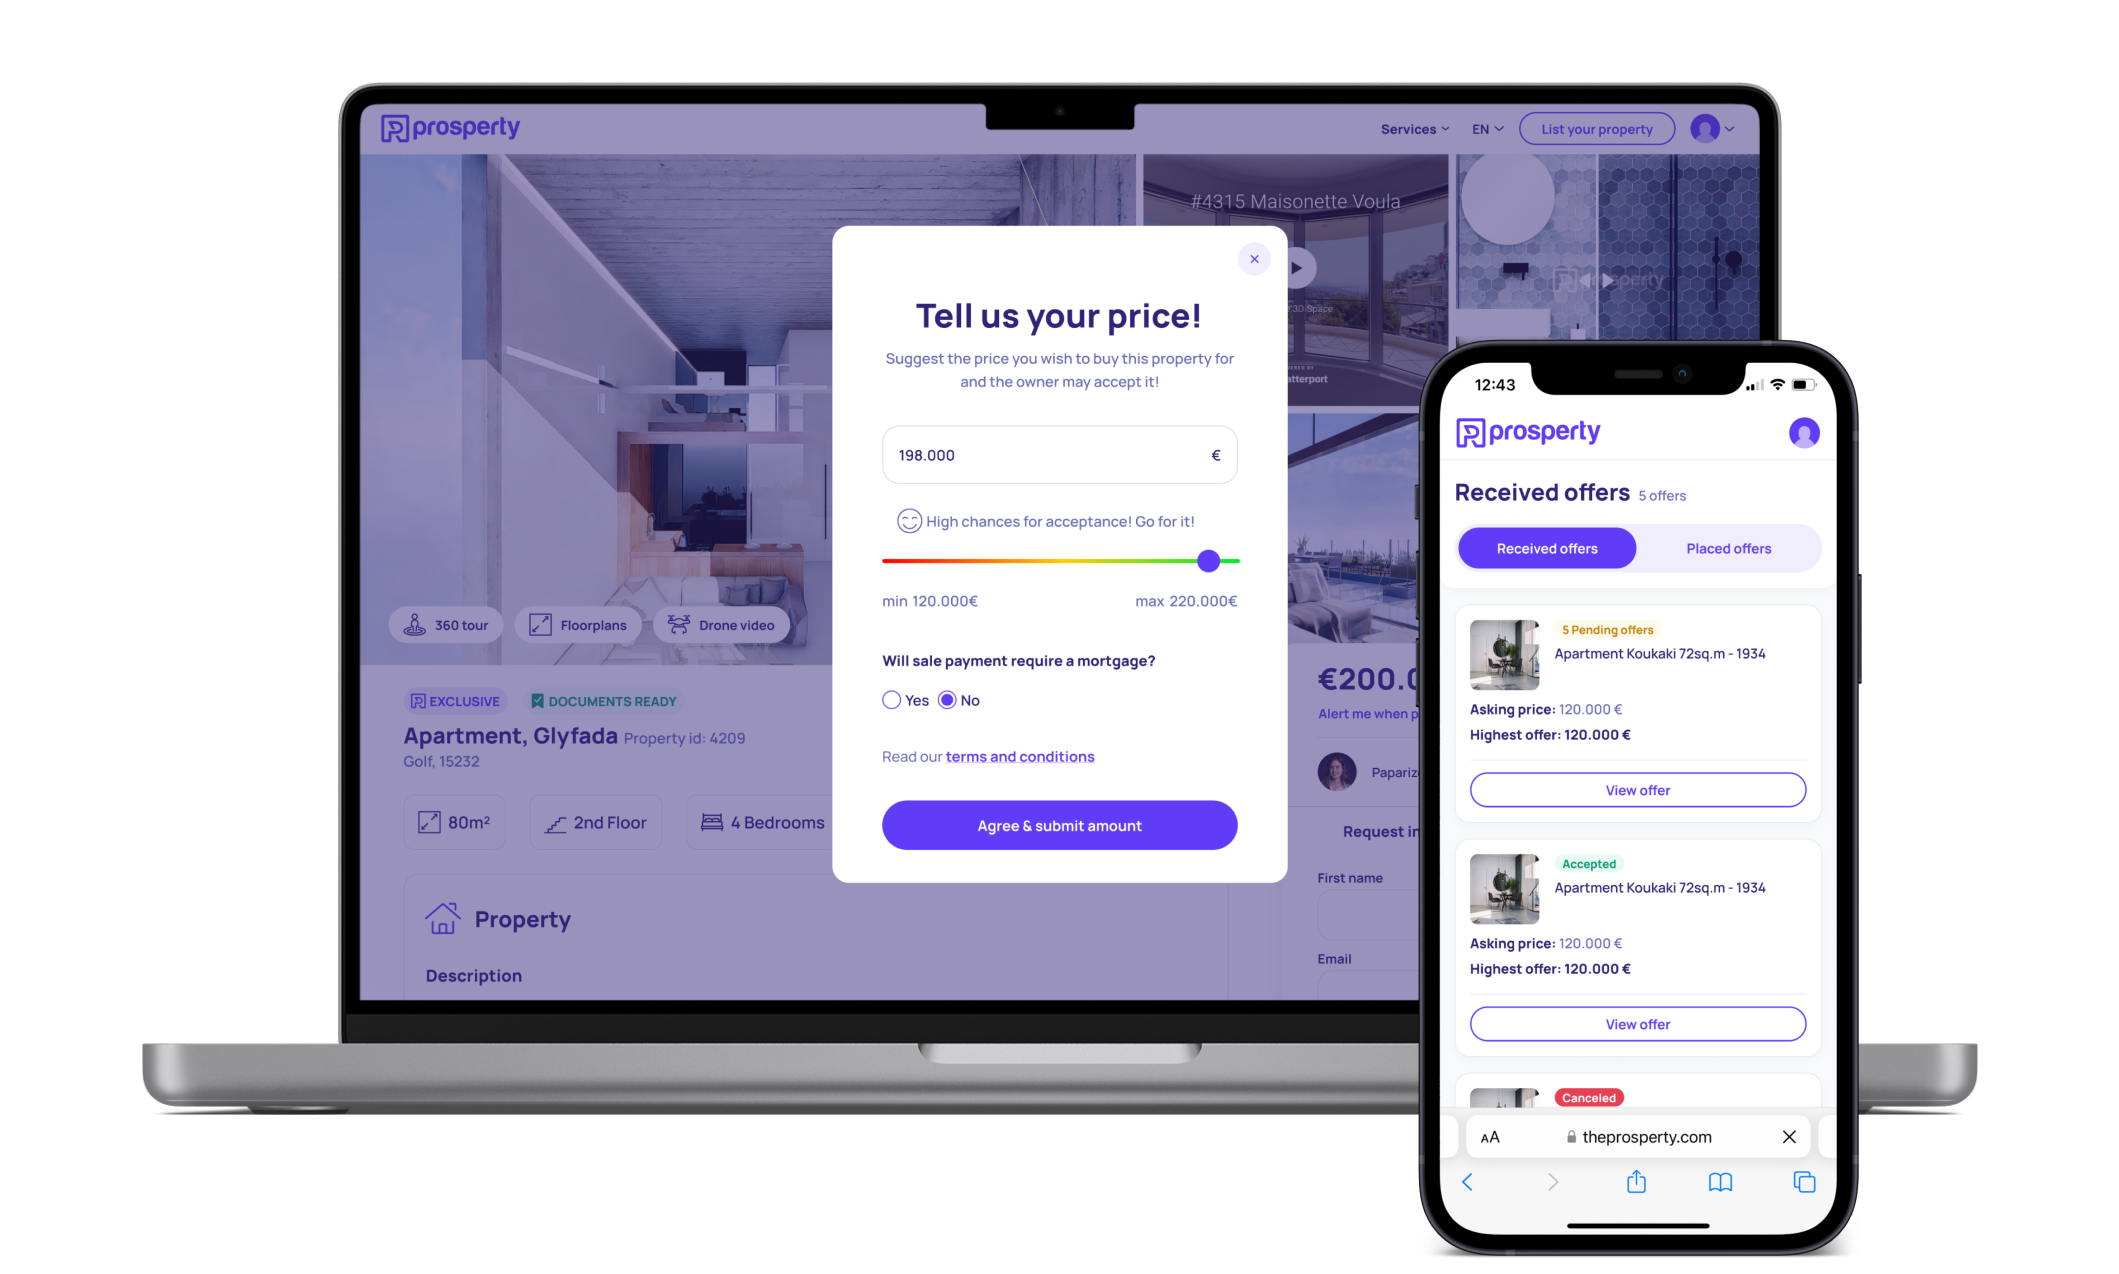 prosperty
Services
EN
List your property
#4315 Maisonette Voula
3D Space
prosperty
Tell us your price!
Suggest the price you wish to buy this property for
and the owner may accept it!
198.000 €
High chances for acceptance! Go for it!
min 120.000€ max 220.000€
Will sale payment require a mortgage?
Yes No
Read our terms and conditions
Agree & submit amount
360 tour
Floorplans
Drone video
EXCLUSIVE
DOCUMENTS READY
Apartment, Glyfada Property id: 4209
Golf, 15232
80m²
2nd Floor
4 Bedrooms
Property
Description
€200.
Alert me when
Request
First name
Email
12:43
prosperty
Received offers 5 offers
Received offers
Placed offers
5 Pending offers
Apartment Koukaki 72sq.m - 1934
Asking price: 120.000 €
Highest offer: 120.000 €
View offer
Accepted
Apartment Koukaki 72sq.m - 1934
Asking price: 120.000 €
Highest offer: 120.000 €
View offer
Canceled
AA
theprosperty.com